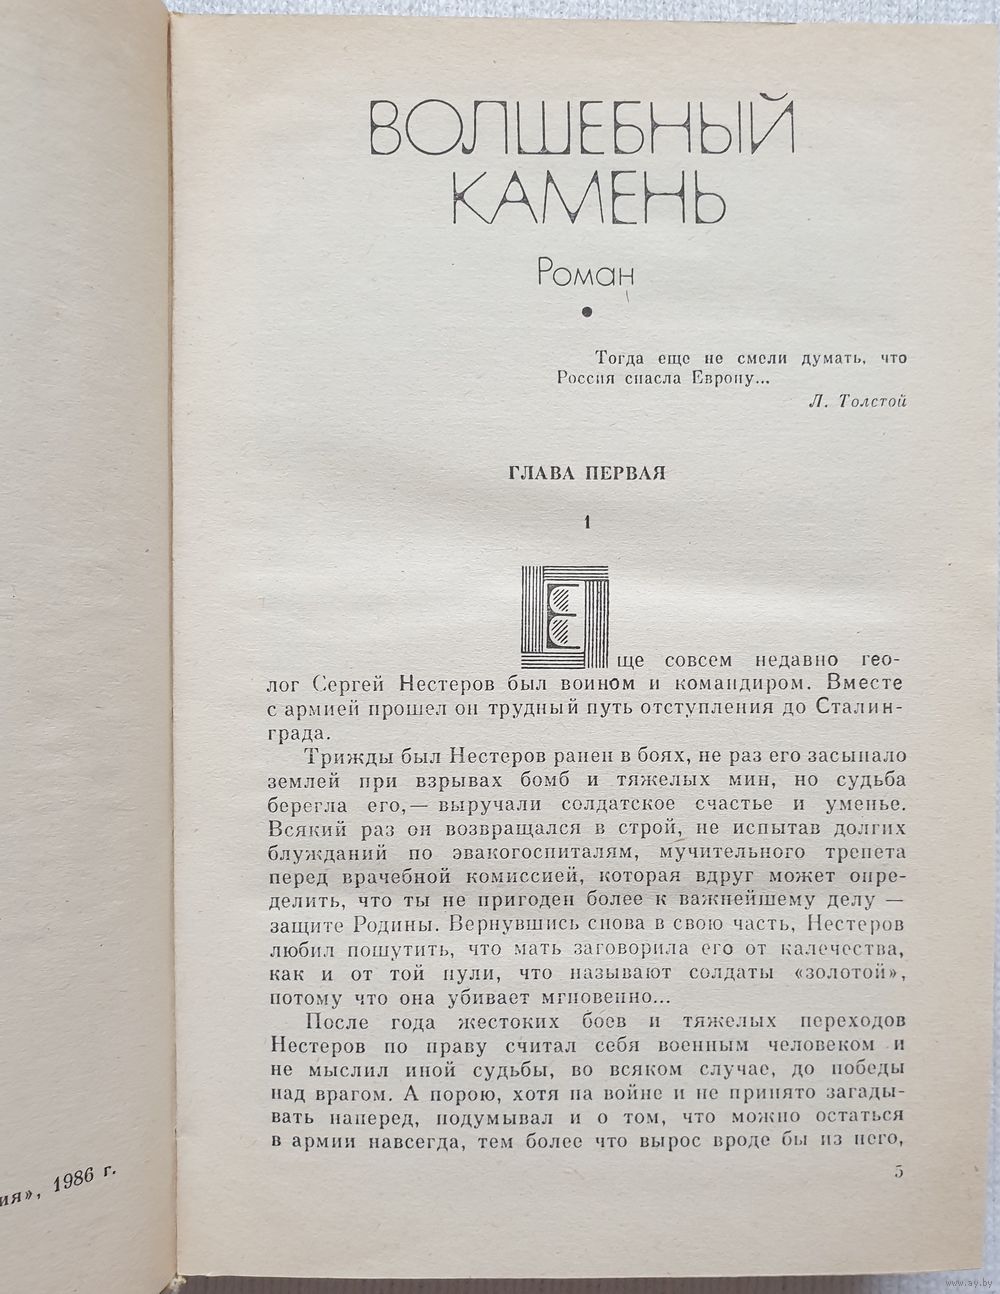 ВОЛШЕБНЫЙ
КАМЕНЬ
Роман
Тогда еще не смели думать, что
Россия спасла Европу...
Л. Толстой
ГЛАВА ПЕРВАЯ
1
Еще совсем недавно гео-
лог Сергей Нестеров был воином и командиром. Вместе
с армией прошел он трудный путь отступления до Сталин-
града.
Трижды был Нестеров ранен в боях, не раз его засыпало
землей при взрывах бомб и тяжелых мин, но судьба
берегла его,— выручали солдатское счастье и уменье.
Всякий раз он возвращался в строй, не испытав долгих
блужданий по эвакогоспиталям, мучительного трепета
перед врачебной комиссией, которая вдруг может опре-
делить, что ты не пригоден более к важнейшему делу —
защите Родины. Вернувшись снова в свою часть, Нестеров
любил пошутить, что мать заговорила его от калечества,
как и от той пули, что называют солдаты «золотой»,
потому что она убивает мгновенно...
После года жестоких боев и тяжелых переходов
Нестеров по праву считал себя военным человеком и
не мыслил иной судьбы, во всяком случае, до победы
над врагом. А порою, хотя на войне и не принято загады-
вать наперед, подумывал и о том, что можно остаться
в армии навсегда, тем более что вырос вроде бы из него,
5
ия», 1986 г.
www.ay.by